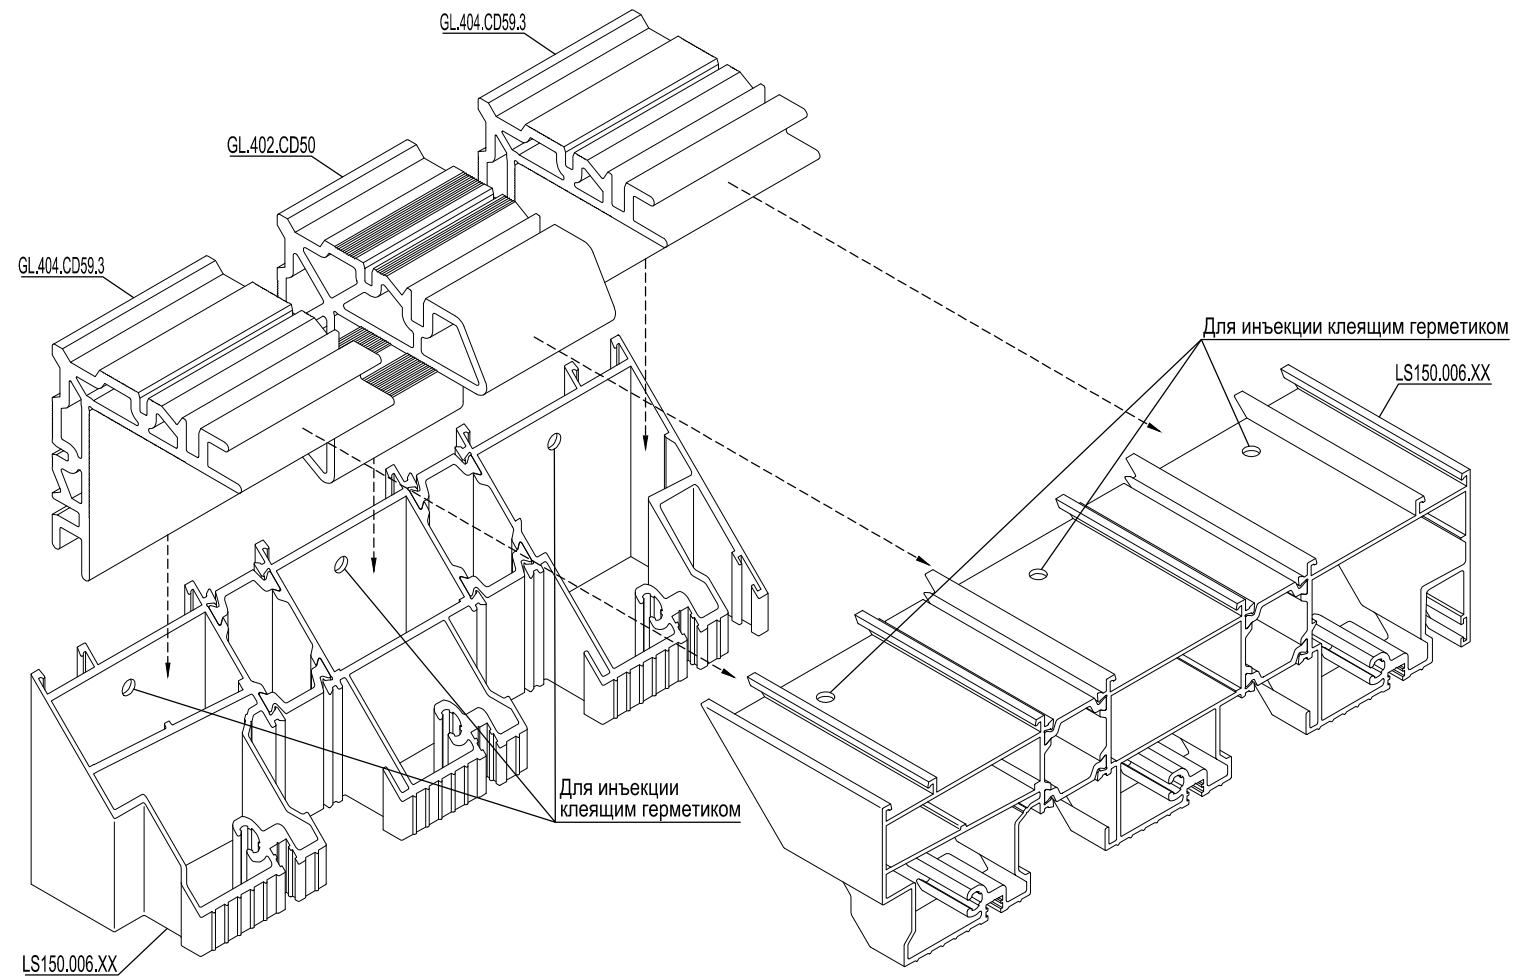 GL.404.CD59.3
GL.402.CD50
GL.404.CD59.3
Для инъекции клеящим герметиком
LS150.006.XX
Для инъекции
клеящим герметиком
LS150.006.XX